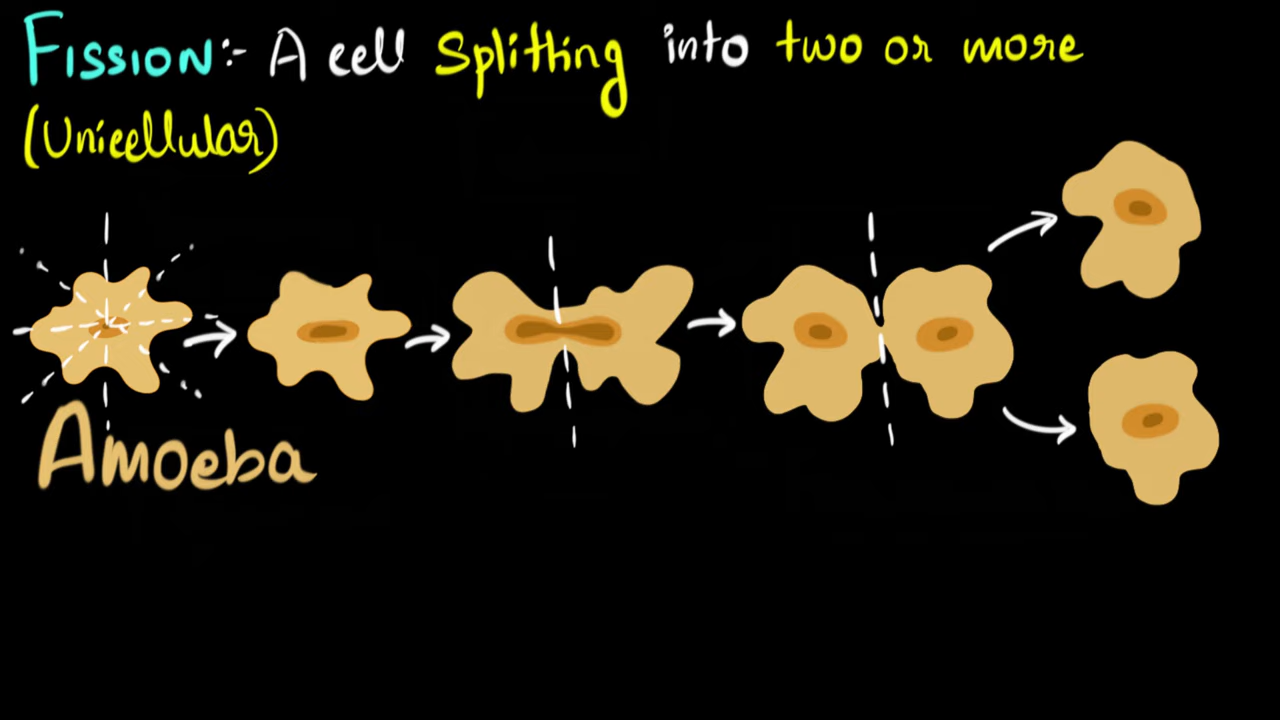 FISSION:- A cell Splitting into two or more
(Unicellular)
Amoeba